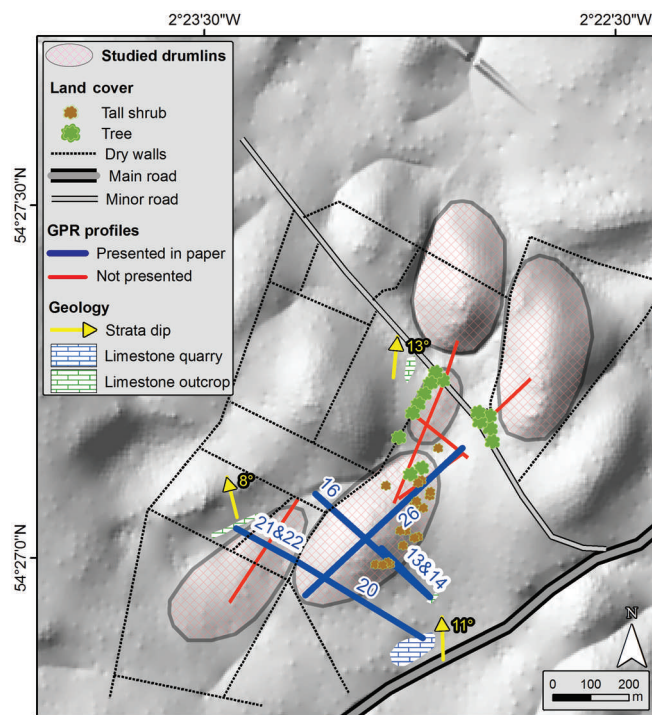 2°23'30"W
2°22'30"W
Studied drumlins
Land cover
Tall shrub
Tree
Dry walls
Main road
Minor road
GPR profiles
Presented in paper
Not presented
Geology
Strata dip
Limestone quarry
Limestone outcrop
54°27'30"N
54°27'0"N
13°
8°
16
21&22
26
13&14
20
11°
N
0 100 200
m